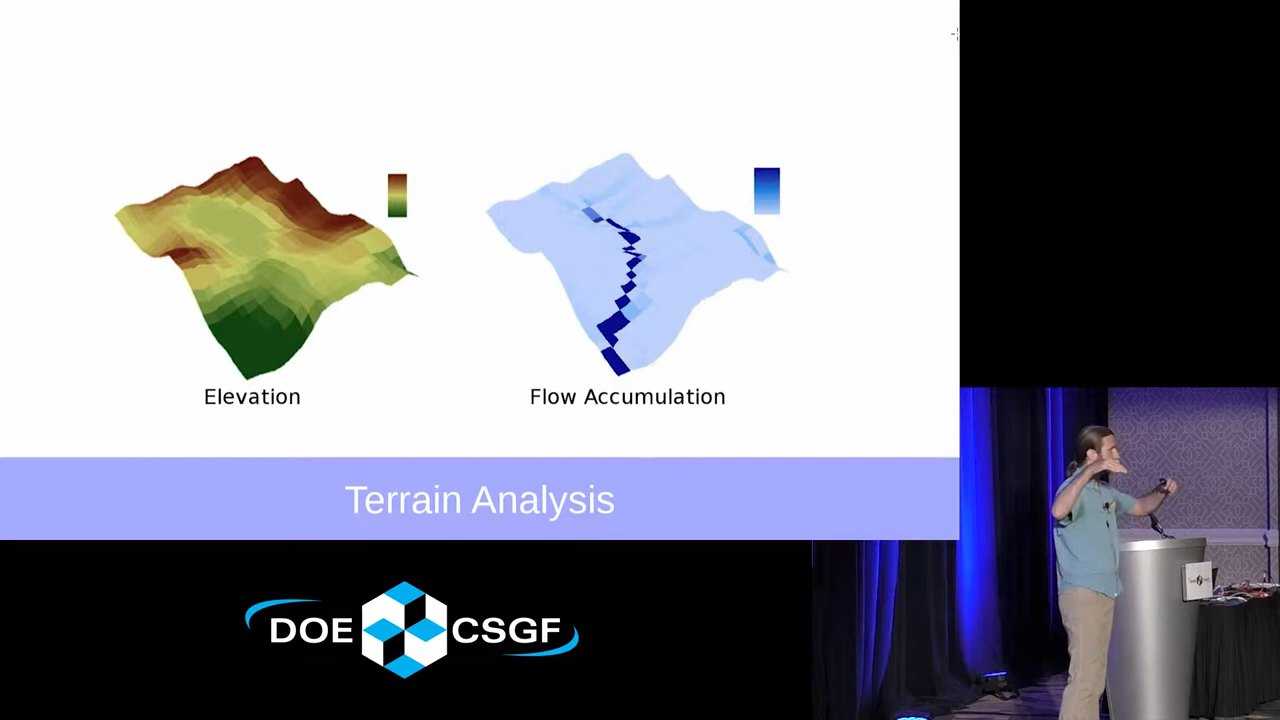 Elevation
Flow Accumulation
Terrain Analysis
DOE CSGF